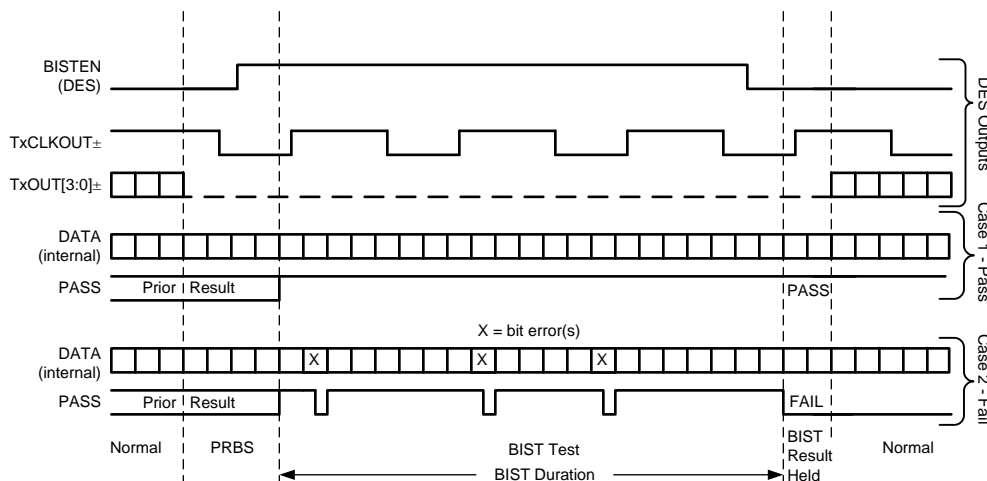 BISTEN
(DES)
TxCLKOUT±
TxOUT[3:0]±
DES Outputs
DATA
(internal)
PASS
Prior Result
PASS
Case 1 - Pass
X = bit error(s)
DATA
(internal)
X
X
X
PASS
Prior Result
FAIL
Case 2 - Fail
Normal
PRBS
BIST Test
BIST Duration
BIST
Result
Held
Normal